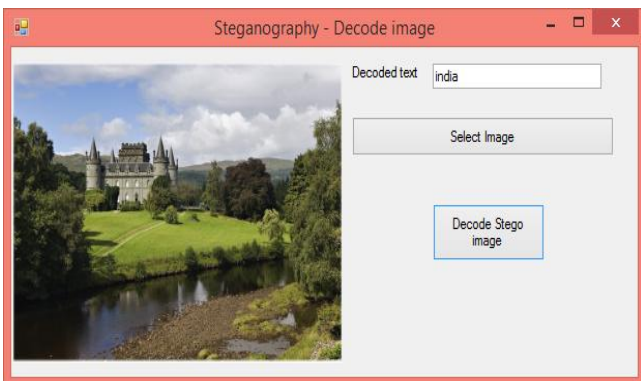 Steganography - Decode image
Decoded text
india
Select Image
Decode Stego
image